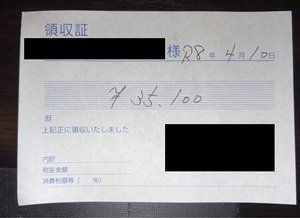 領収証
様 R8年 4月10日
¥35,100
但
上記正に領収いたしました
内訳
税抜金額
消費税額等( %)